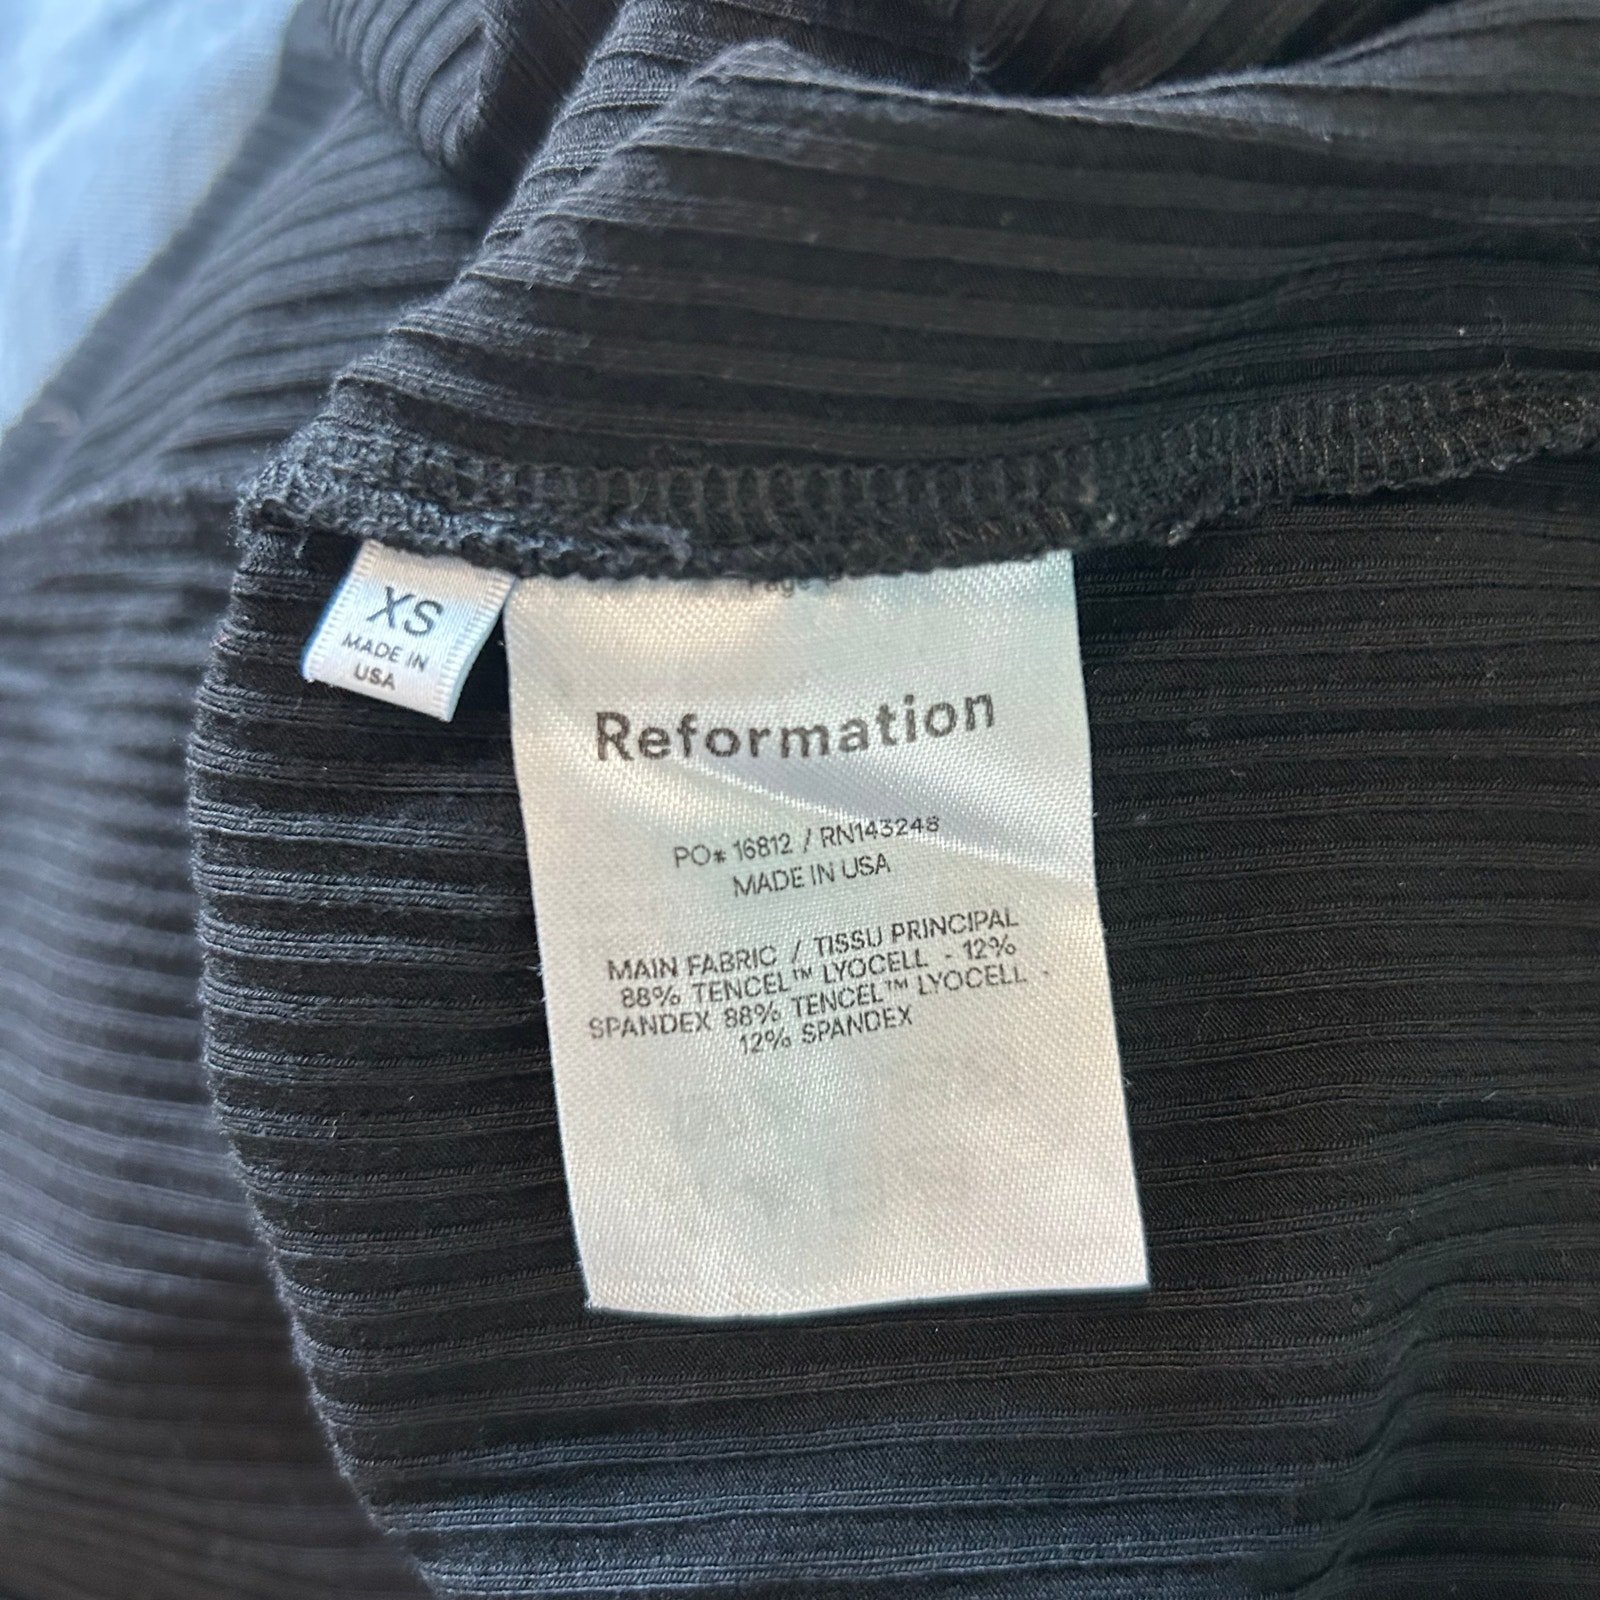 XS
MADE IN
USA
Reformation
PO* 16812 / RN143248
MADE IN USA
MAIN FABRIC / TISSU PRINCIPAL
88% TENCEL™ LYOCELL - 12%
SPANDEX 88% TENCEL™ LYOCELL -
12% SPANDEX